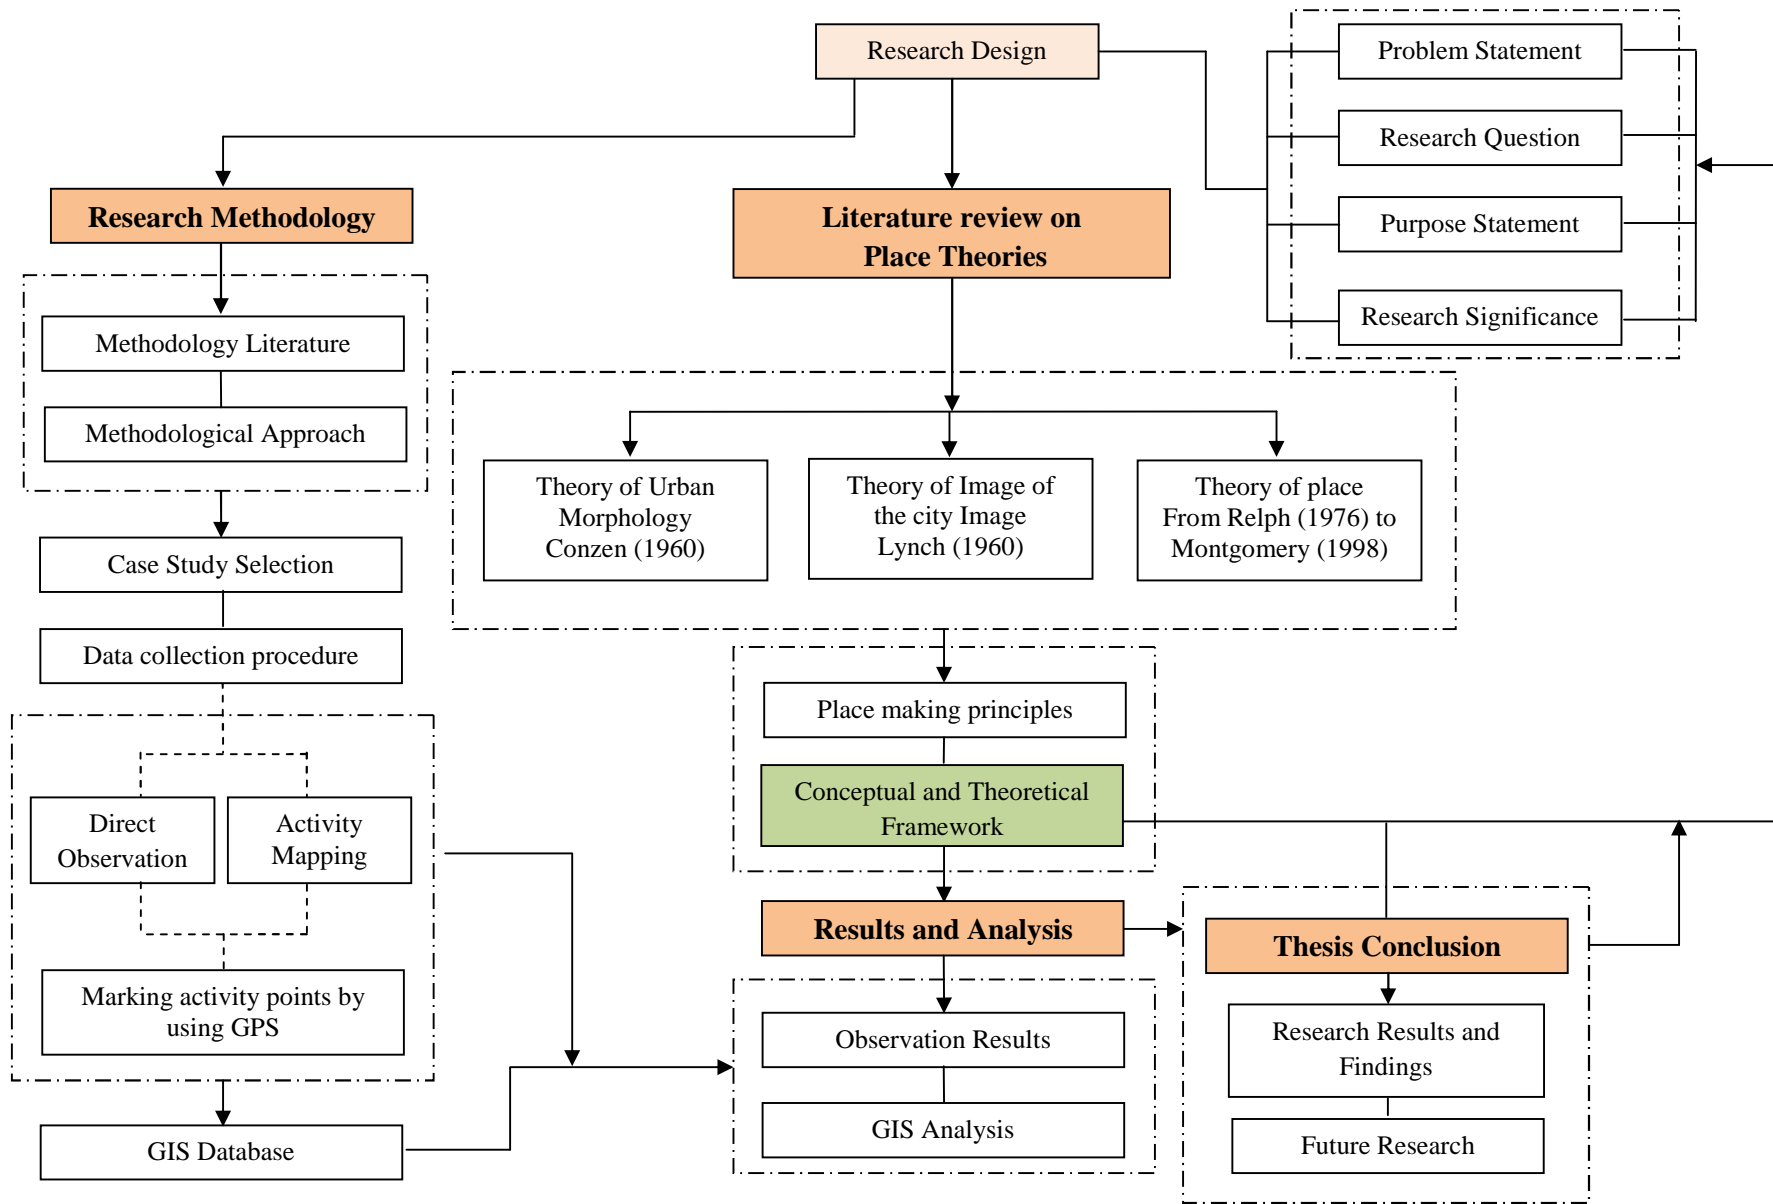 Research Design
Problem Statement
Research Question
Purpose Statement
Research Significance
Research Methodology
Literature review on
Place Theories
Methodology Literature
Methodological Approach
Theory of Urban
Morphology
Conzen (1960)
Theory of Image of
the city Image
Lynch (1960)
Theory of place
From Relph (1976) to
Montgomery (1998)
Case Study Selection
Data collection procedure
Direct
Observation
Activity
Mapping
Marking activity points by
using GPS
GIS Database
Place making principles
Conceptual and Theoretical
Framework
Results and Analysis
Observation Results
GIS Analysis
Thesis Conclusion
Research Results and
Findings
Future Research